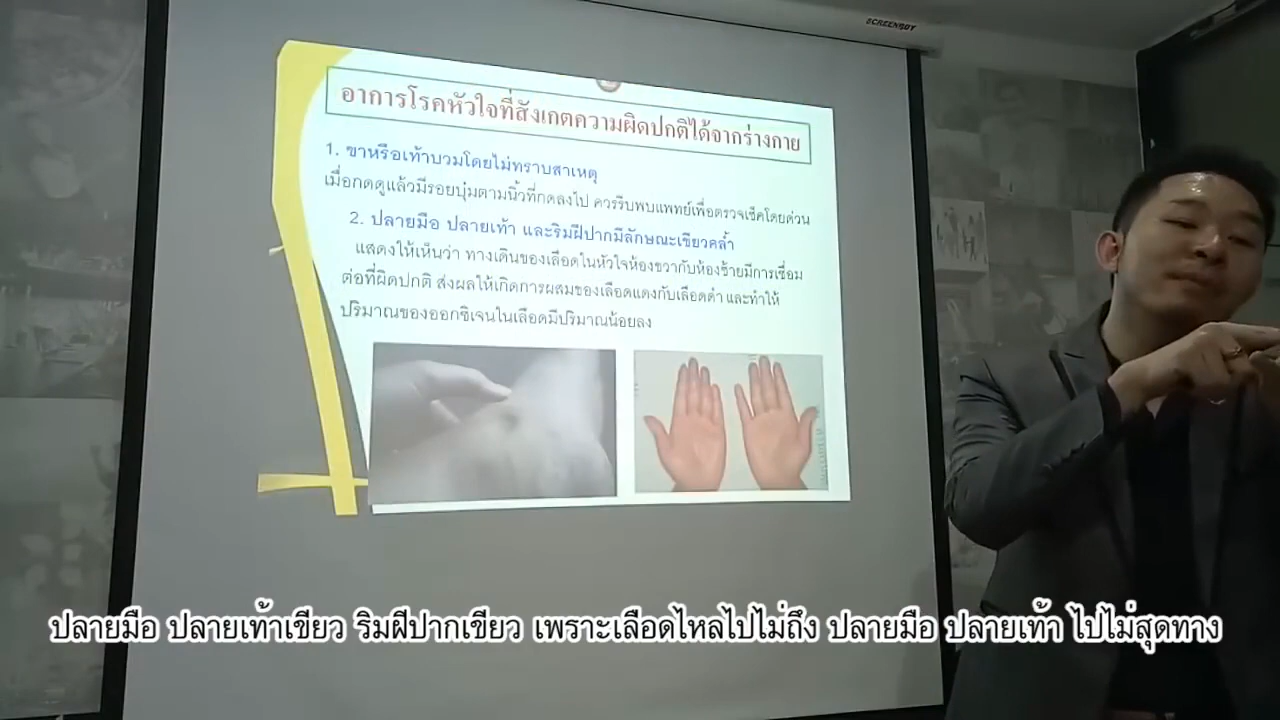 SCREENBOY
อาการโรคหัวใจที่สังเกตความผิดปกติได้จากร่างกาย
1. ขาหรือเท้าบวมโดยไม่ทราบสาเหตุ
เมื่อกดดูแล้วมีรอยบุ๋มตามนิ้วที่กดลงไป ควรรีบพบแพทย์เพื่อตรวจเช็คโดยด่วน
2. ปลายมือ ปลายเท้า และริมฝีปากมีลักษณะเขียวคล้ำ
แสดงให้เห็นว่า ทางเดินของเลือดในหัวใจห้องขวากับห้องซ้ายมีการเชื่อม
ต่อที่ผิดปกติ ส่งผลให้เกิดการผสมของเลือดแดงกับเลือดดำ และทำให้
ปริมาณของออกซิเจนในเลือดมีปริมาณน้อยลง
ปลายมือ ปลายเท้าเขียว ริมฝีปากเขียว เพราะเลือดไหลไปไม่ถึง ปลายมือ ปลายเท้า ไปไม่สุดทาง